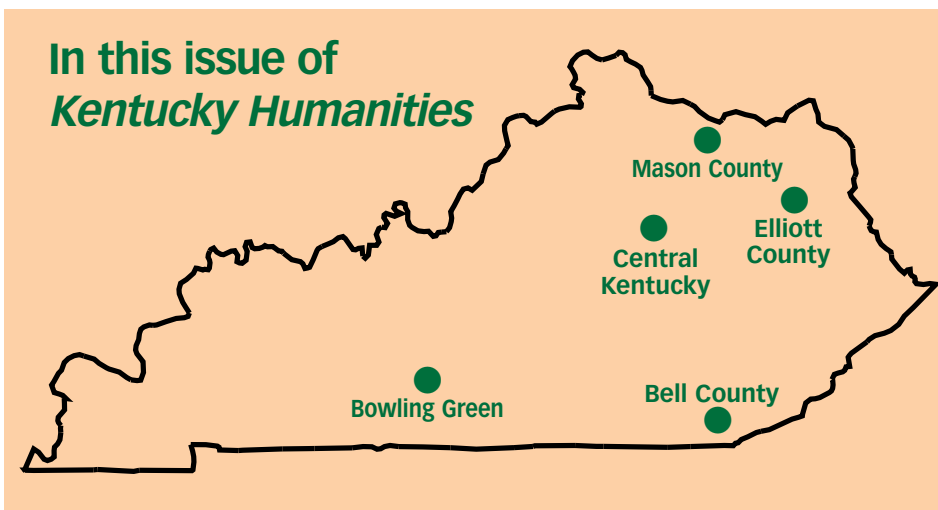 In this issue of
Kentucky Humanities
Mason County
Elliott
County
Central
Kentucky
Bell County
Bowling Green